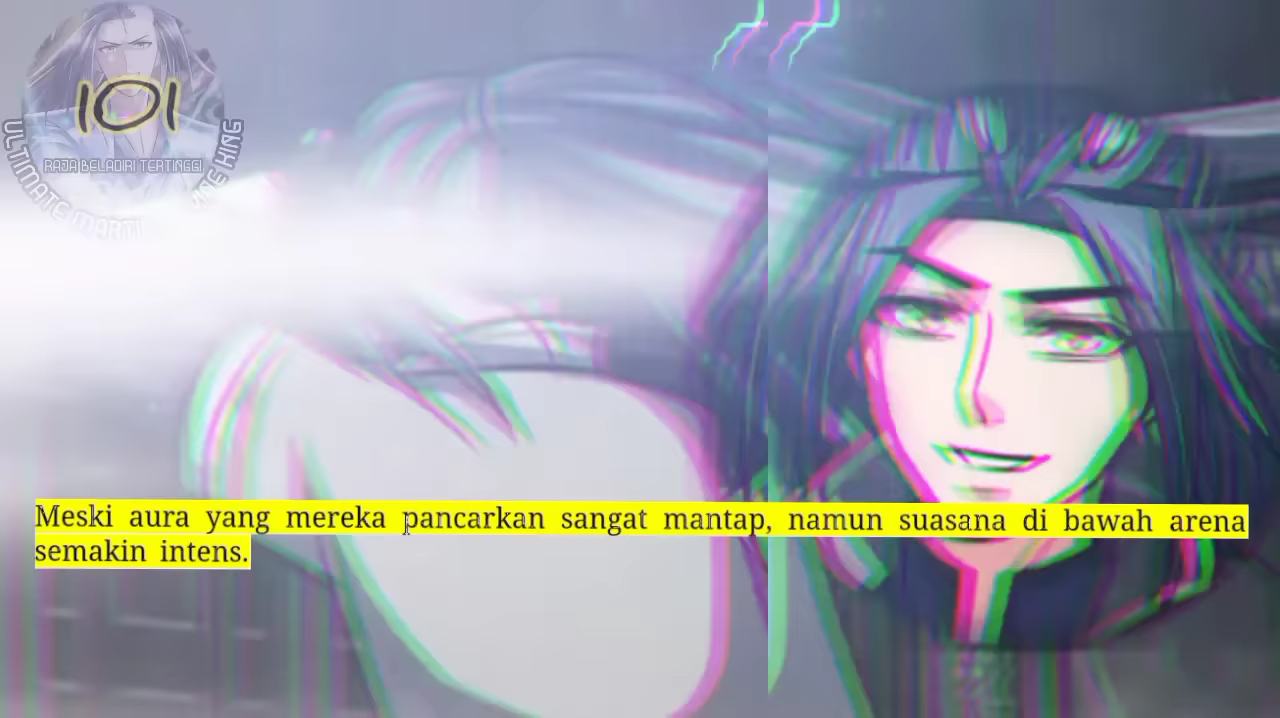 101
RAJA BELADIRI TERTINGGI
ULTIMATE MARTI
KING
Meski aura yang mereka pancarkan sangat mantap, namun suasana di bawah arena
semakin intens.